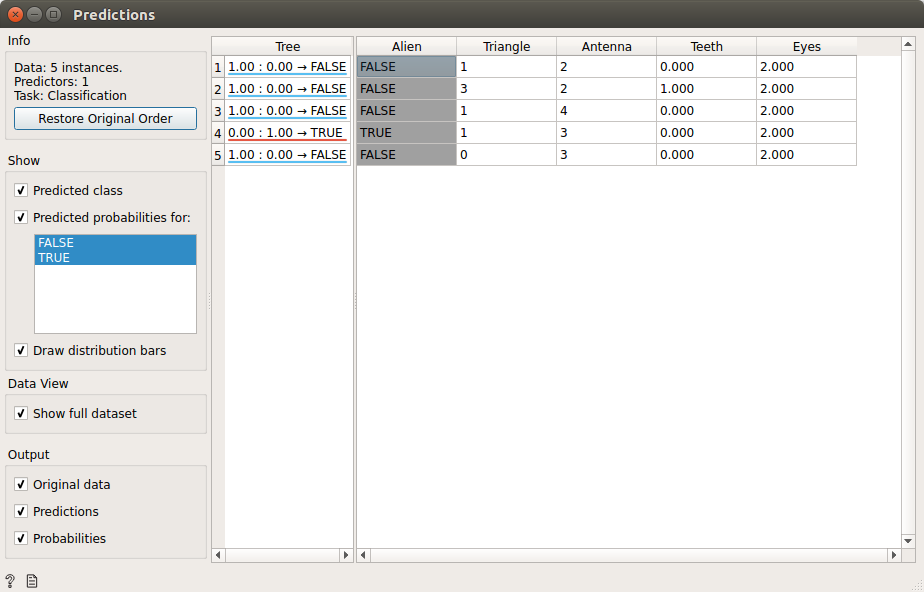 Predictions
Info
Data: 5 instances.
Predictors: 1
Task: Classification
Restore Original Order
Show
Predicted class
Predicted probabilities for:
FALSE
TRUE
Draw distribution bars
Data View
Show full dataset
Output
Original data
Predictions
Probabilities
Tree Alien Triangle Antenna Teeth Eyes
1 1.00 : 0.00 → FALSE FALSE 1 2 0.000 2.000
2 1.00 : 0.00 → FALSE FALSE 3 2 1.000 2.000
3 1.00 : 0.00 → FALSE FALSE 1 4 0.000 2.000
4 0.00 : 1.00 → TRUE TRUE 1 3 0.000 2.000
5 1.00 : 0.00 → FALSE FALSE 0 3 0.000 2.000
?